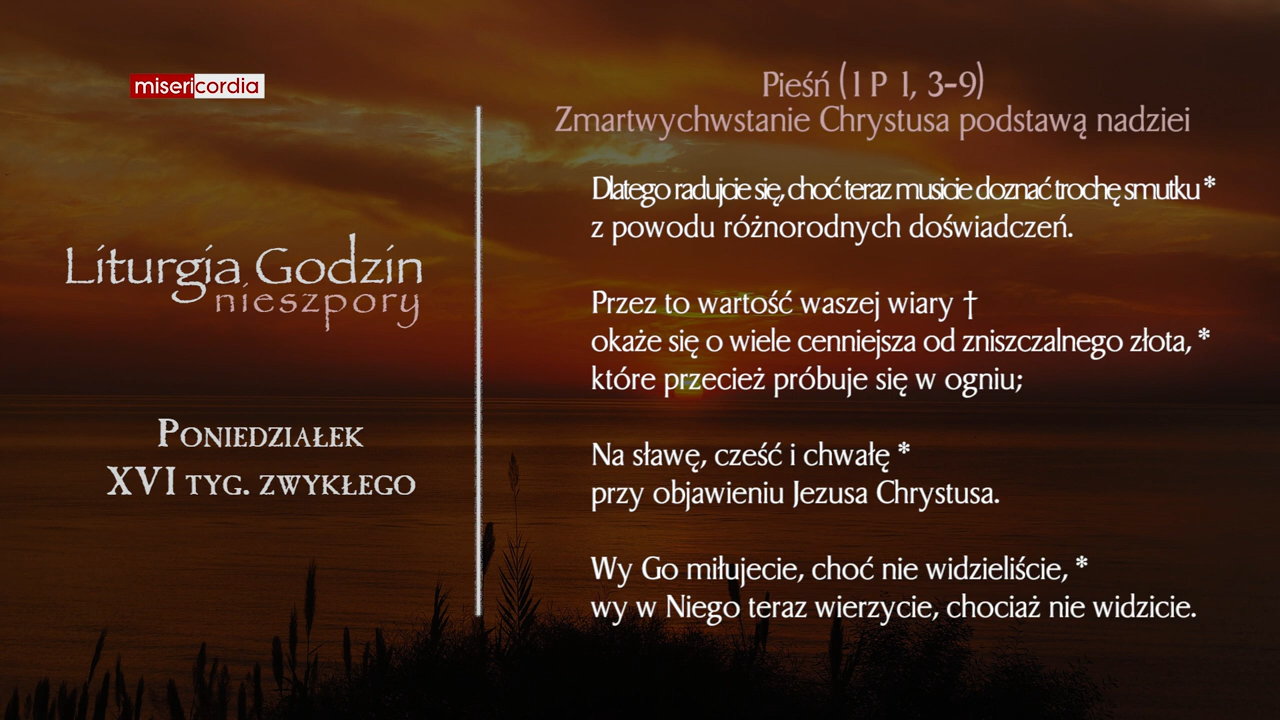 misericordia
Liturgia Godzin
nieszpory
Poniedziałek
XVI tyg. zwykłego
Pieśń (1 P 1, 3-9)
Zmartwychwstanie Chrystusa podstawą nadziei
Dlatego radujcie się, choć teraz musicie doznać trochę smutku *
z powodu różnorodnych doświadczeń.
Przez to wartość waszej wiary †
okaże się o wiele cenniejsza od zniszczalnego złota, *
które przecież próbuje się w ogniu;
Na sławę, cześć i chwałę *
przy objawieniu Jezusa Chrystusa.
Wy Go miłujecie, choć nie widzieliście, *
wy w Niego teraz wierzycie, chociaż nie widzicie.